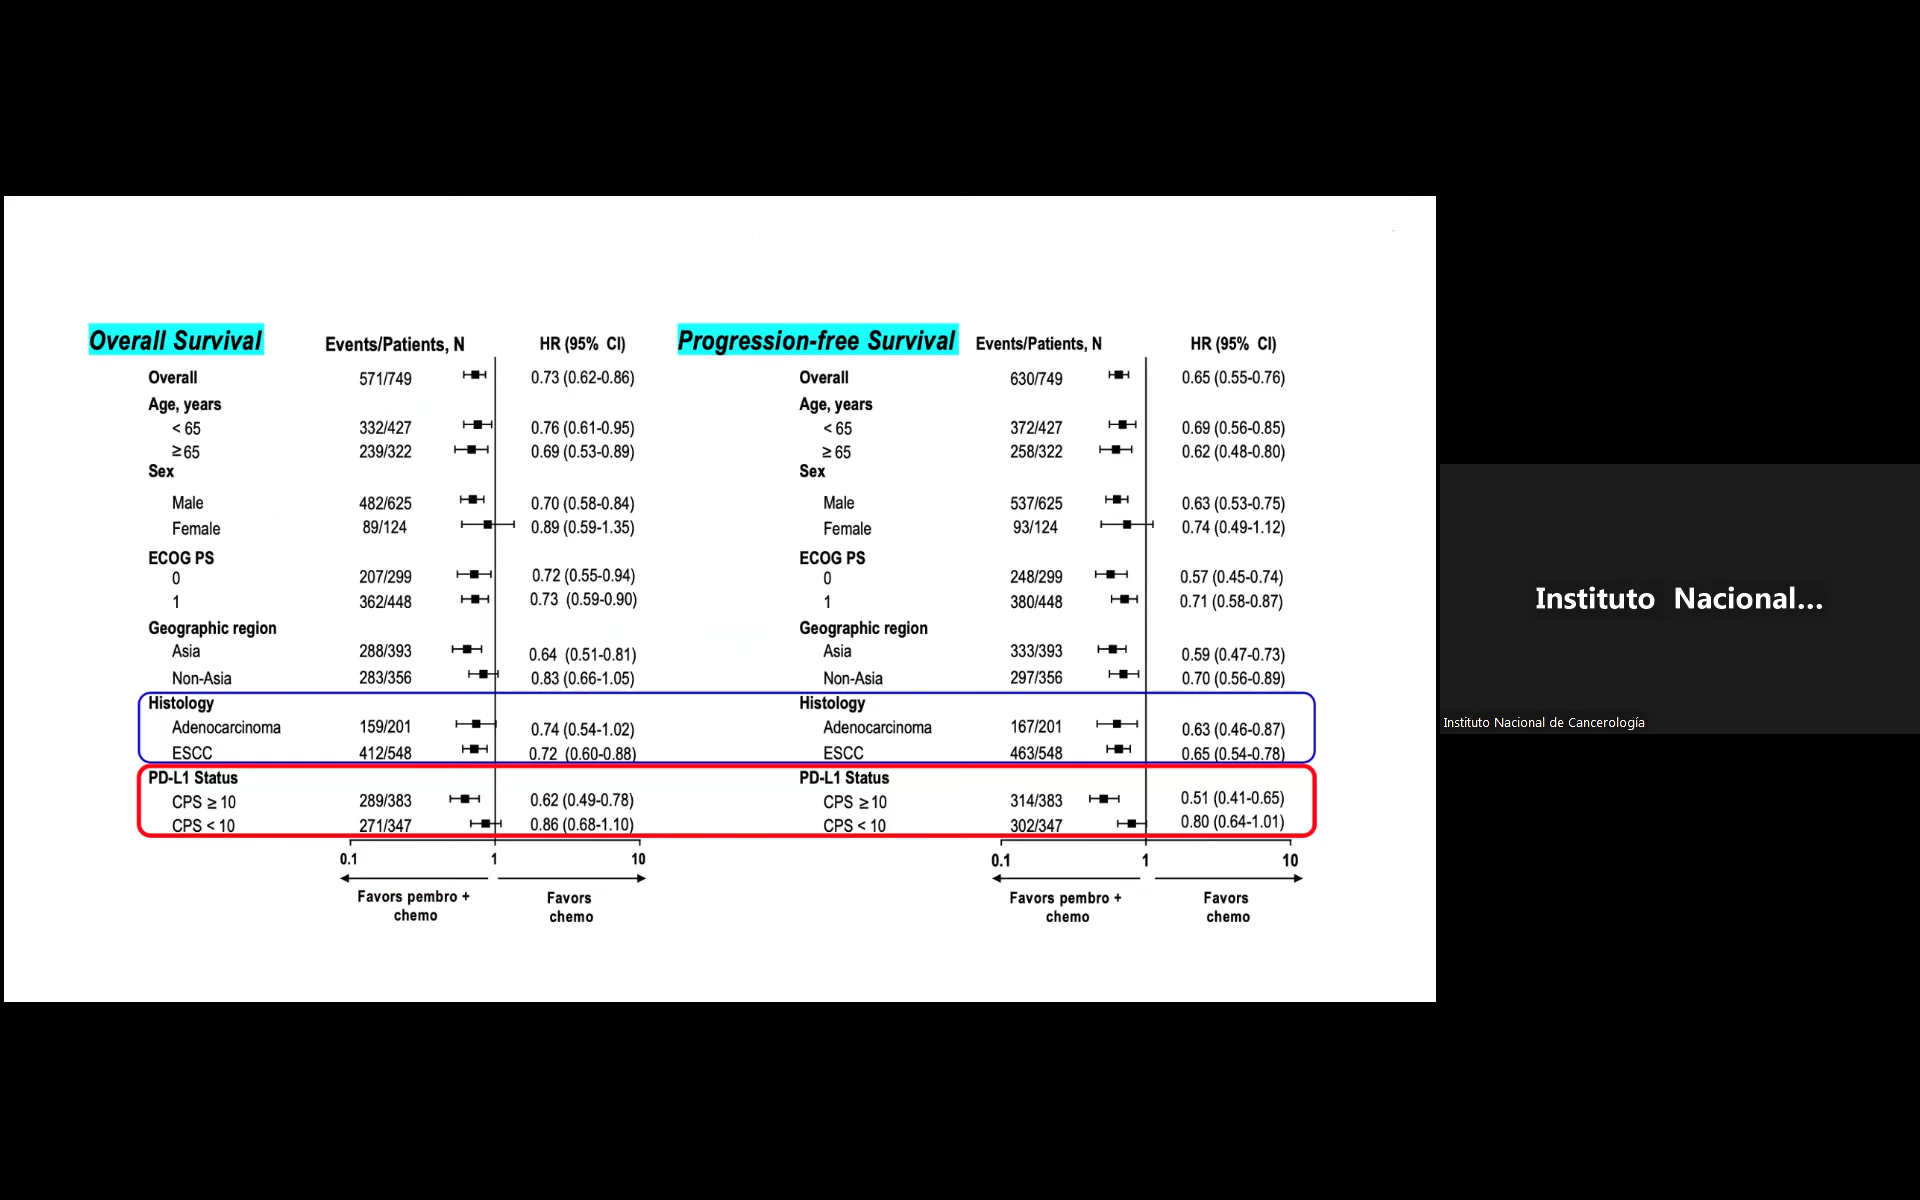 Overall Survival Events/Patients, N HR (95% CI)
Overall 571/749 0.73 (0.62-0.86)
Age, years
< 65 332/427 0.76 (0.61-0.95)
≥ 65 239/322 0.69 (0.53-0.89)
Sex
Male 482/625 0.70 (0.58-0.84)
Female 89/124 0.89 (0.59-1.35)
ECOG PS
0 207/299 0.72 (0.55-0.94)
1 362/448 0.73 (0.59-0.90)
Geographic region
Asia 288/393 0.64 (0.51-0.81)
Non-Asia 283/356 0.83 (0.66-1.05)
Histology
Adenocarcinoma 159/201 0.74 (0.54-1.02)
ESCC 412/548 0.72 (0.60-0.88)
PD-L1 Status
CPS ≥ 10 289/383 0.62 (0.49-0.78)
CPS < 10 271/347 0.86 (0.68-1.10)
0.1 1 10
Favors pembro + Favors
chemo chemo
Progression-free Survival Events/Patients, N HR (95% CI)
Overall 630/749 0.65 (0.55-0.76)
Age, years
< 65 372/427 0.69 (0.56-0.85)
≥ 65 258/322 0.62 (0.48-0.80)
Sex
Male 537/625 0.63 (0.53-0.75)
Female 93/124 0.74 (0.49-1.12)
ECOG PS
0 248/299 0.57 (0.45-0.74)
1 380/448 0.71 (0.58-0.87)
Geographic region
Asia 333/393 0.59 (0.47-0.73)
Non-Asia 297/356 0.70 (0.56-0.89)
Histology
Adenocarcinoma 167/201 0.63 (0.46-0.87)
ESCC 463/548 0.65 (0.54-0.78)
PD-L1 Status
CPS ≥ 10 314/383 0.51 (0.41-0.65)
CPS < 10 302/347 0.80 (0.64-1.01)
0.1 1 10
Favors pembro + Favors
chemo chemo
Instituto Nacional...
Instituto Nacional de Cancerología